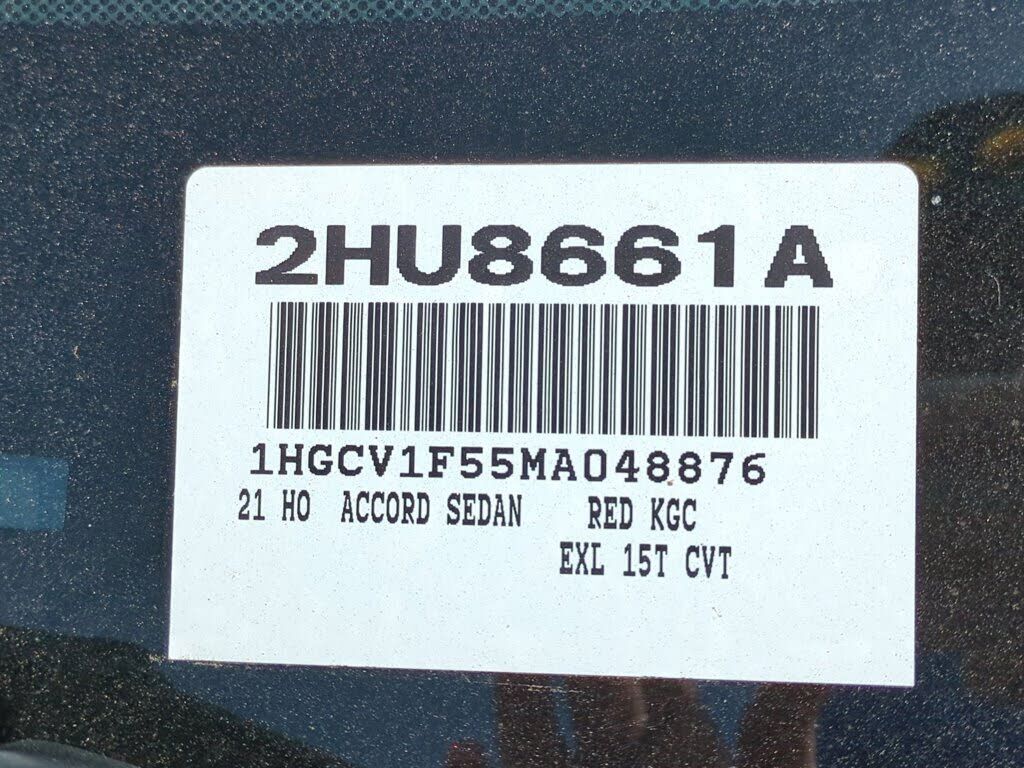 2HU8661A
1HGCV1F55MA048876
21 HO ACCORD SEDAN RED KGC
EXL 15T CVT